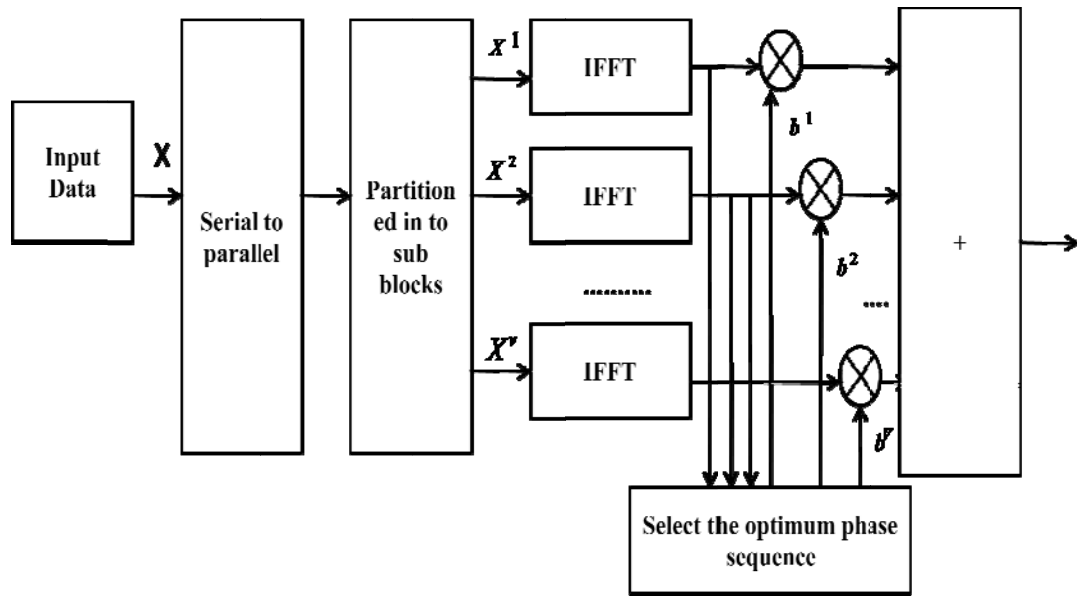 Input
Data
X
Serial to
parallel
Partition
ed in to
sub
blocks
X¹
IFFT
b¹
X²
IFFT
b²
..........
....
Xᵛ
IFFT
bᵛ
+
Select the optimum phase
sequence